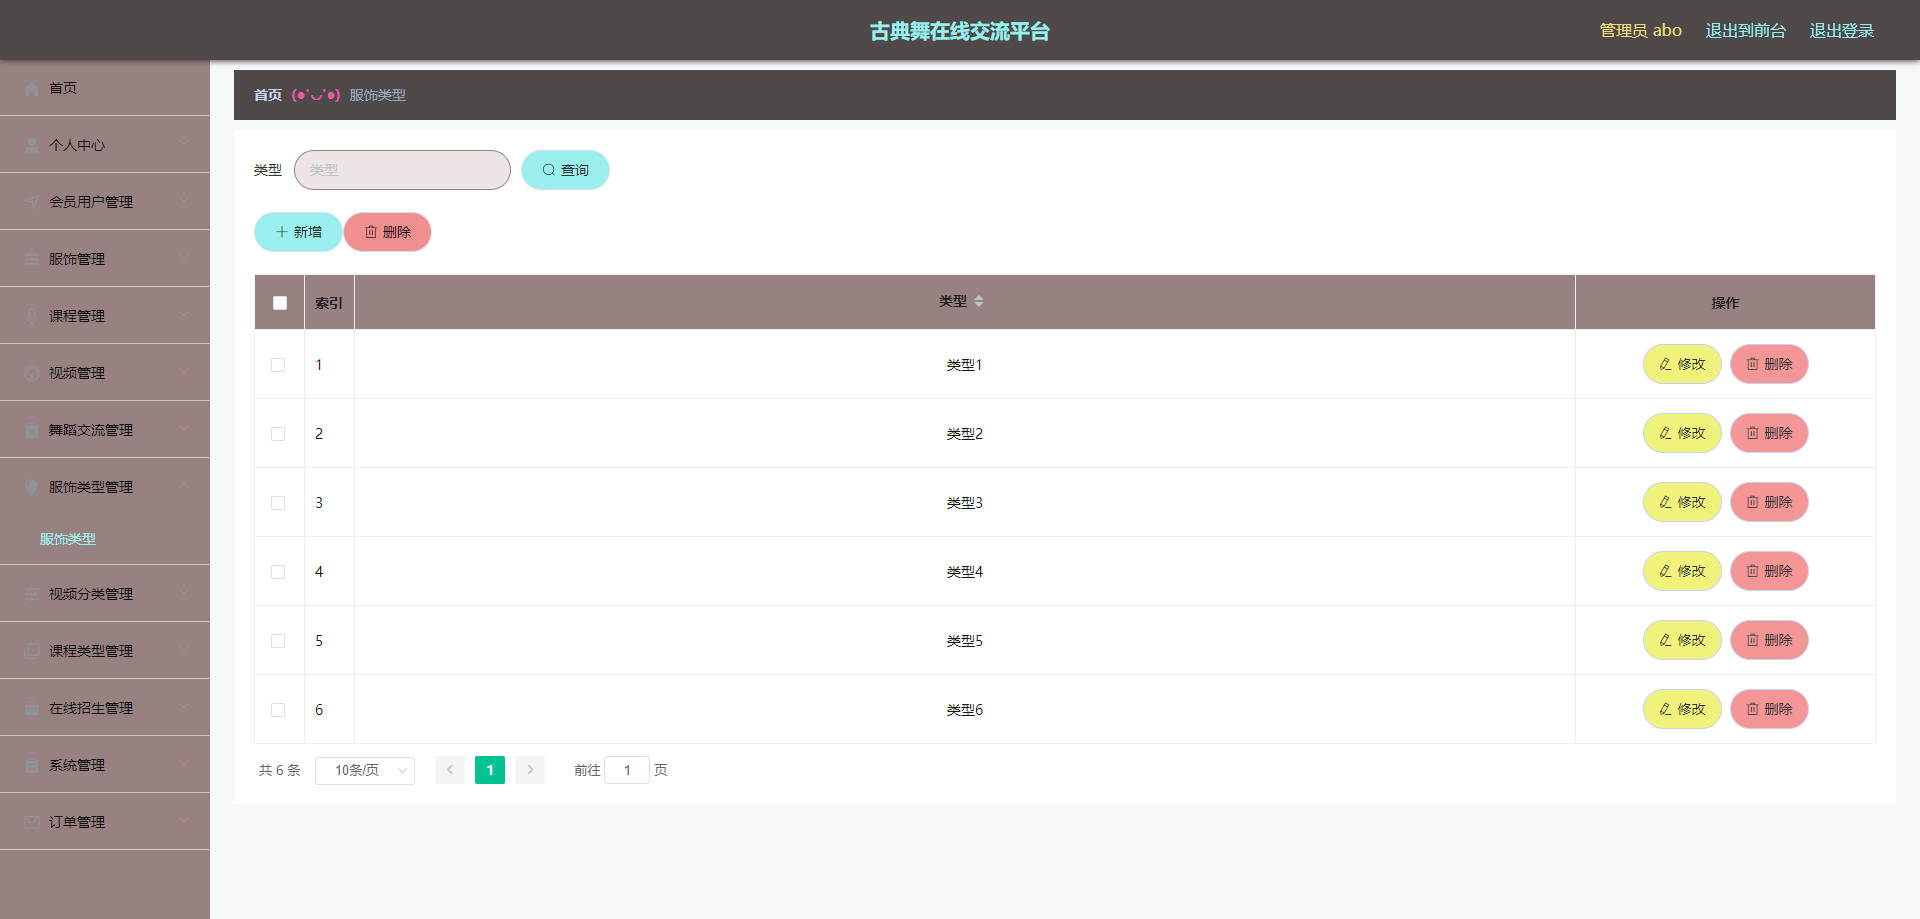 古典舞在线交流平台
管理员 abo 退出到前台 退出登录
首页
个人中心
会员用户管理
服饰管理
课程管理
视频管理
舞蹈交流管理
服饰类型管理
服饰类型
视频分类管理
课程类型管理
在线招生管理
系统管理
订单管理
首页 (●'◡'●) 服饰类型
类型 类型 查询
新增 删除
索引 类型 操作
1 类型1 修改 删除
2 类型2 修改 删除
3 类型3 修改 删除
4 类型4 修改 删除
5 类型5 修改 删除
6 类型6 修改 删除
共 6 条 10条/页 1 前往 1 页